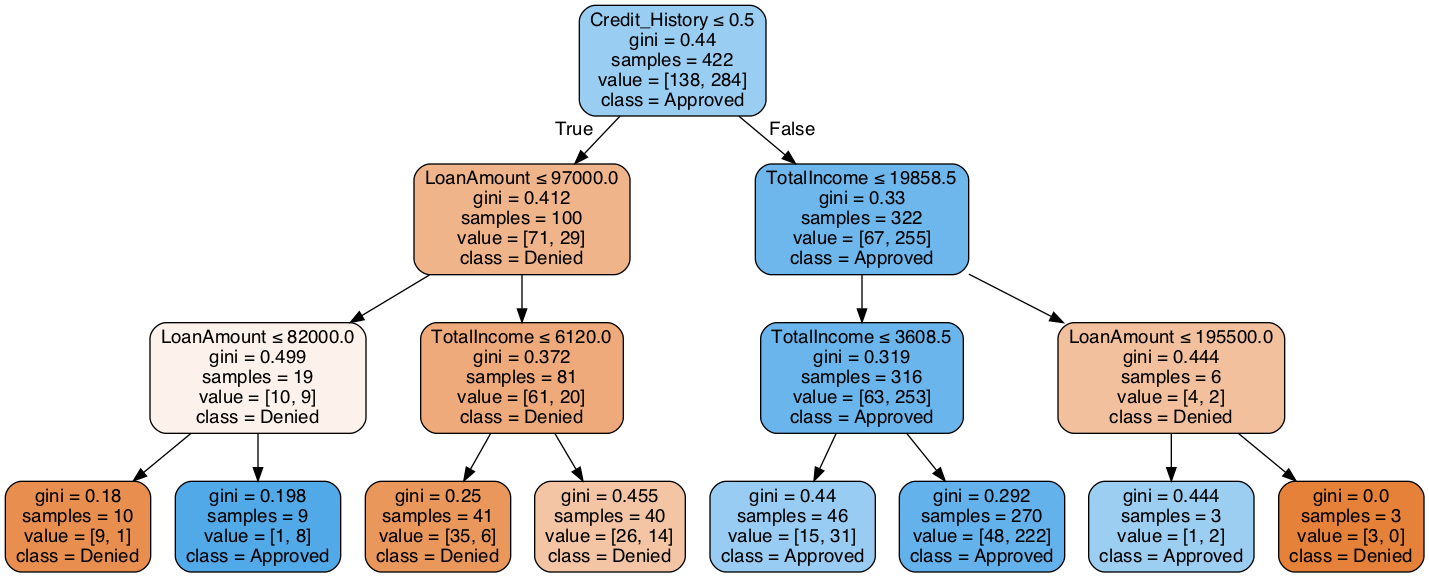 Credit_History ≤ 0.5
gini = 0.44
samples = 422
value = [138, 284]
class = Approved
True
False
LoanAmount ≤ 97000.0
gini = 0.412
samples = 100
value = [71, 29]
class = Denied
TotalIncome ≤ 19858.5
gini = 0.33
samples = 322
value = [67, 255]
class = Approved
LoanAmount ≤ 82000.0
gini = 0.499
samples = 19
value = [10, 9]
class = Denied
TotalIncome ≤ 6120.0
gini = 0.372
samples = 81
value = [61, 20]
class = Denied
TotalIncome ≤ 3608.5
gini = 0.319
samples = 316
value = [63, 253]
class = Approved
LoanAmount ≤ 195500.0
gini = 0.444
samples = 6
value = [4, 2]
class = Denied
gini = 0.18
samples = 10
value = [9, 1]
class = Denied
gini = 0.198
samples = 9
value = [1, 8]
class = Approved
gini = 0.25
samples = 41
value = [35, 6]
class = Denied
gini = 0.455
samples = 40
value = [26, 14]
class = Denied
gini = 0.44
samples = 46
value = [15, 31]
class = Approved
gini = 0.292
samples = 270
value = [48, 222]
class = Approved
gini = 0.444
samples = 3
value = [1, 2]
class = Approved
gini = 0.0
samples = 3
value = [3, 0]
class = Denied